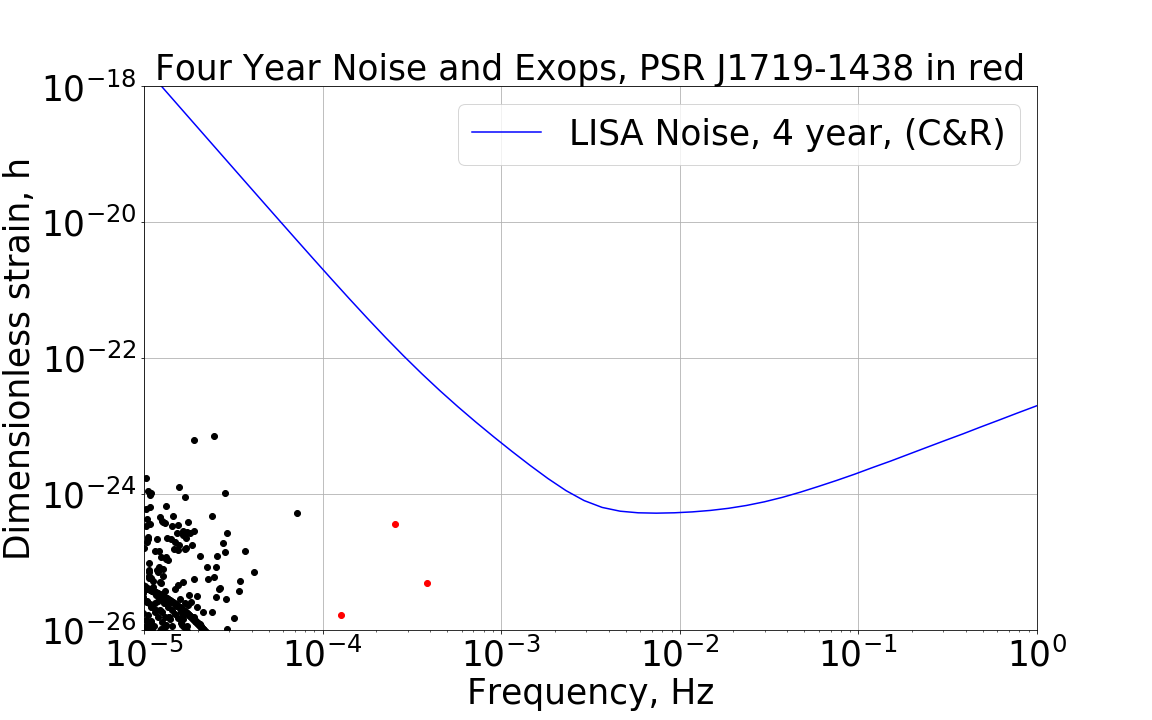 Four Year Noise and Exops, PSR J1719-1438 in red
LISA Noise, 4 year, (C&R)
Dimensionless strain, h
10⁻¹⁸
10⁻²⁰
10⁻²²
10⁻²⁴
10⁻²⁶
10⁻⁵ 10⁻⁴ 10⁻³ 10⁻² 10⁻¹ 10⁰
Frequency, Hz